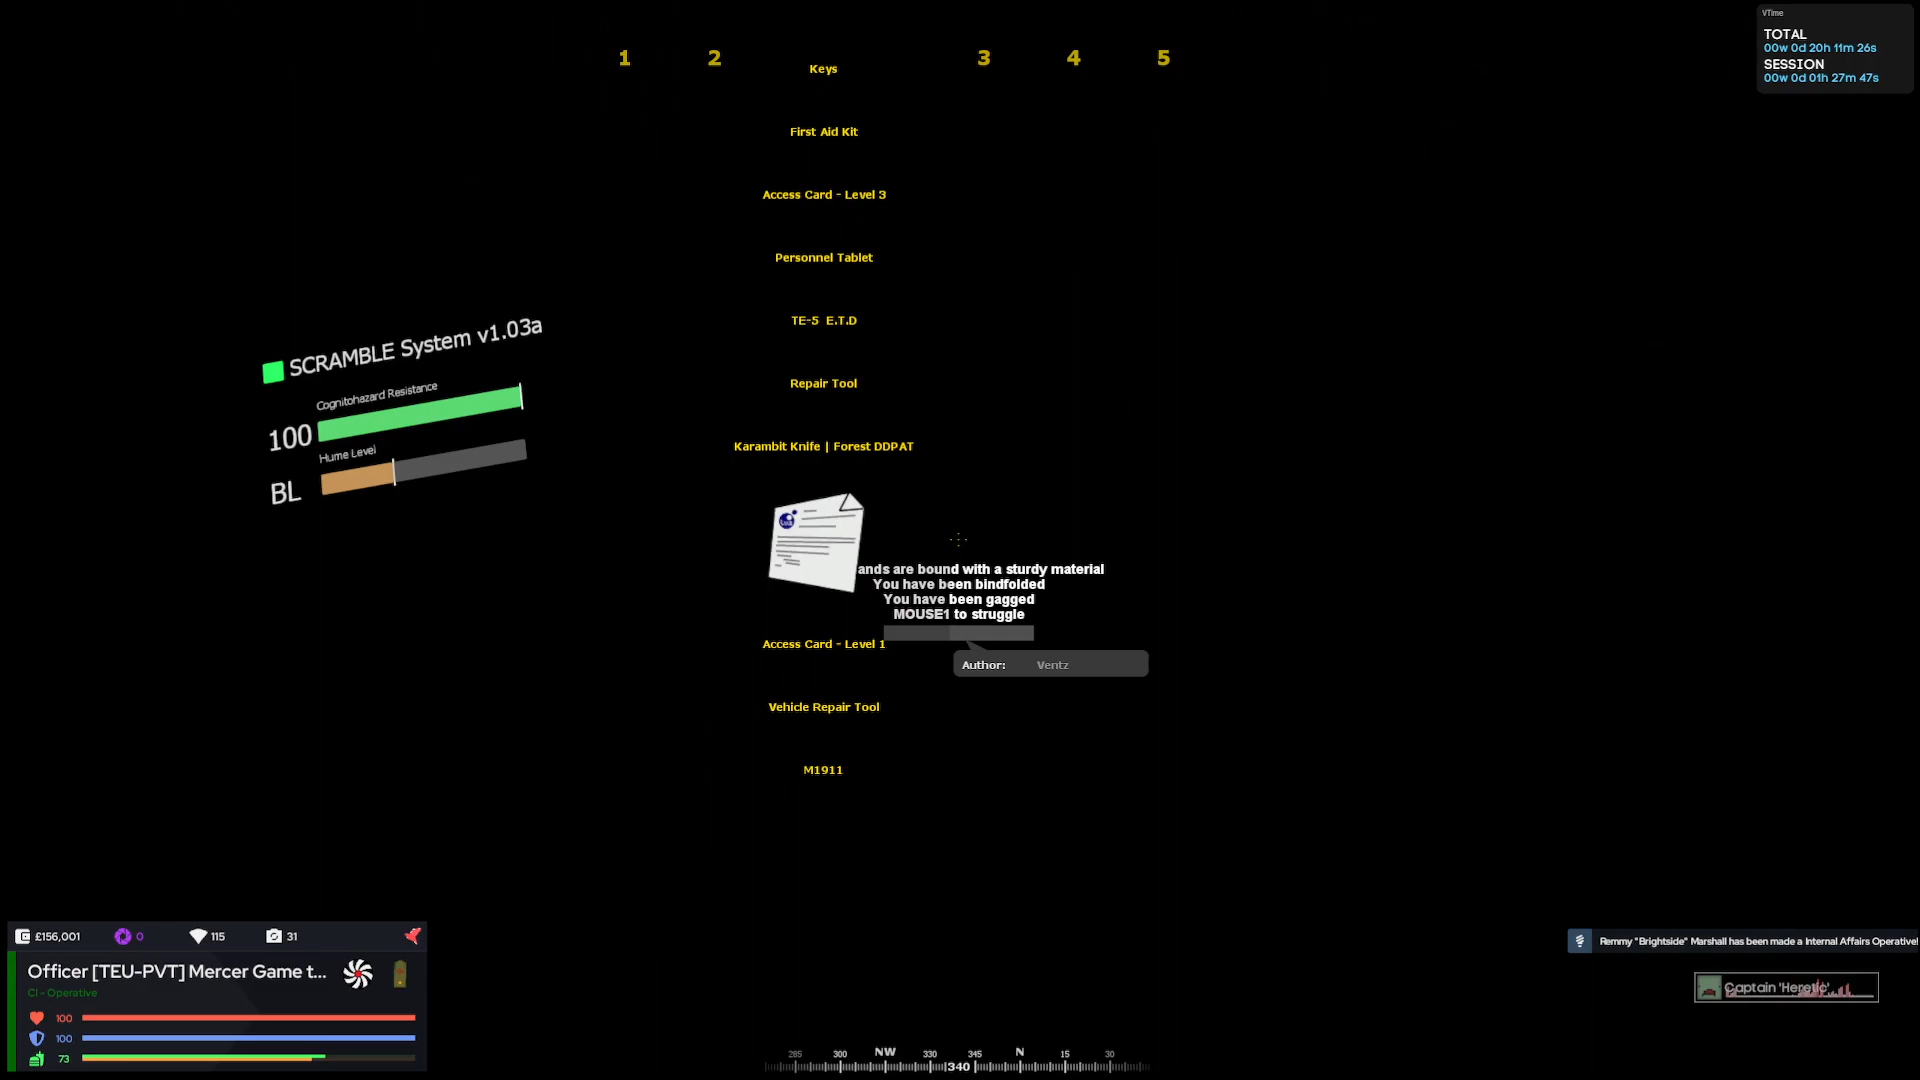 VTime
TOTAL
00w 0d 20h 11m 26s
SESSION
00w 0d 01h 27m 47s
1 2 3 4 5
Keys
First Aid Kit
Access Card - Level 3
Personnel Tablet
TE-5 E.T.D
Repair Tool
Karambit Knife | Forest DDPAT
SCRAMBLE System v1.03a
Cognitohazard Resistance
100
Hume Level
BL
ands are bound with a sturdy material
You have been bindfolded
You have been gagged
MOUSE1 to struggle
Access Card - Level 1
Author: Ventz
Vehicle Repair Tool
M1911
£156,001 0 115 31
Officer [TEU-PVT] Mercer Game t...
CI - Operative
100
100
73
Remmy "Brightside" Marshall has been made a Internal Affairs Operative!
Captain 'Heretic'
285 300 NW 330 345 N 15 30
340